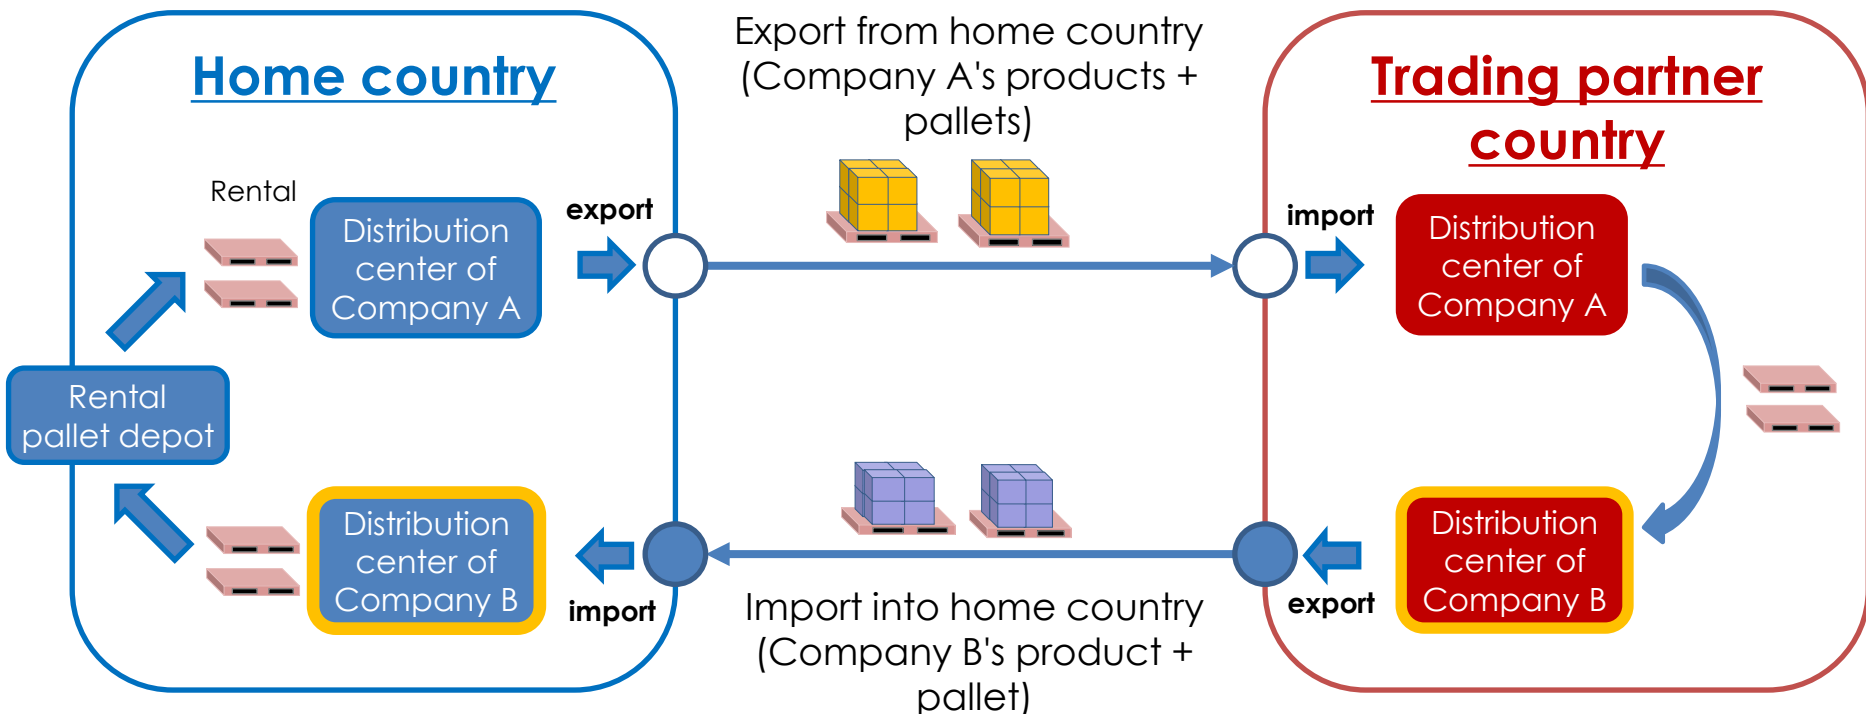 Home country
Rental
Distribution
center of
Company A
export
Rental
pallet depot
Distribution
center of
Company B
import
Export from home country
(Company A's products +
pallets)
Import into home country
(Company B's product +
pallet)
Trading partner
country
import
Distribution
center of
Company A
export
Distribution
center of
Company B